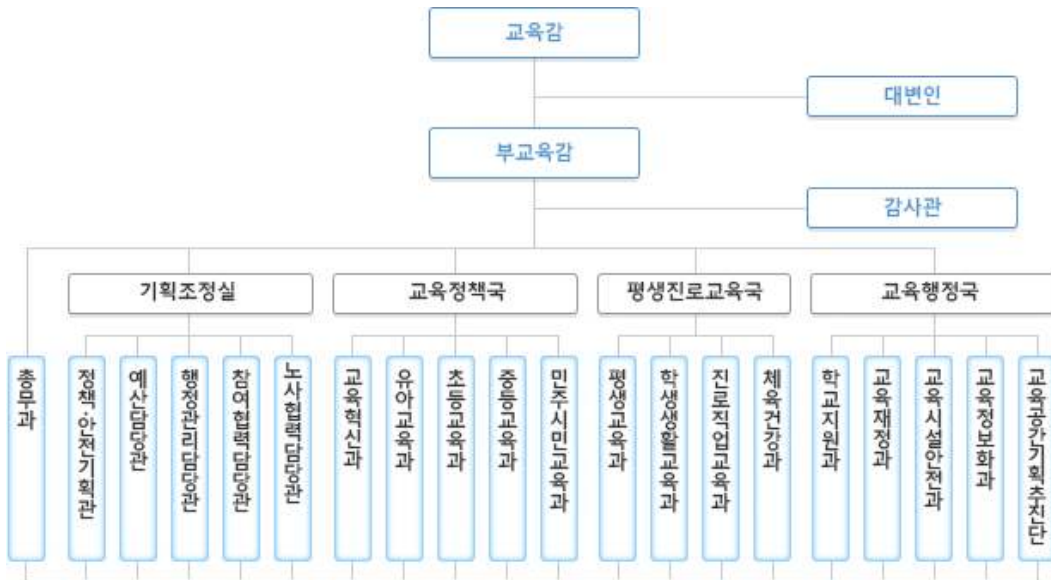 교육감
대변인
부교육감
감사관
기획조정실
교육정책국
평생진로교육국
교육행정국
총무과
정책·안전기획관
예산담당관
행정관리담당관
참여협력담당관
노사협력담당관
교육혁신과
유아교육과
초등교육과
중등교육과
민주시민교육과
평생교육과
학생생활교육과
진로직업교육과
체육건강과
학교지원과
교육재정과
교육시설안전과
교육정보화과
교육공간기획추진단